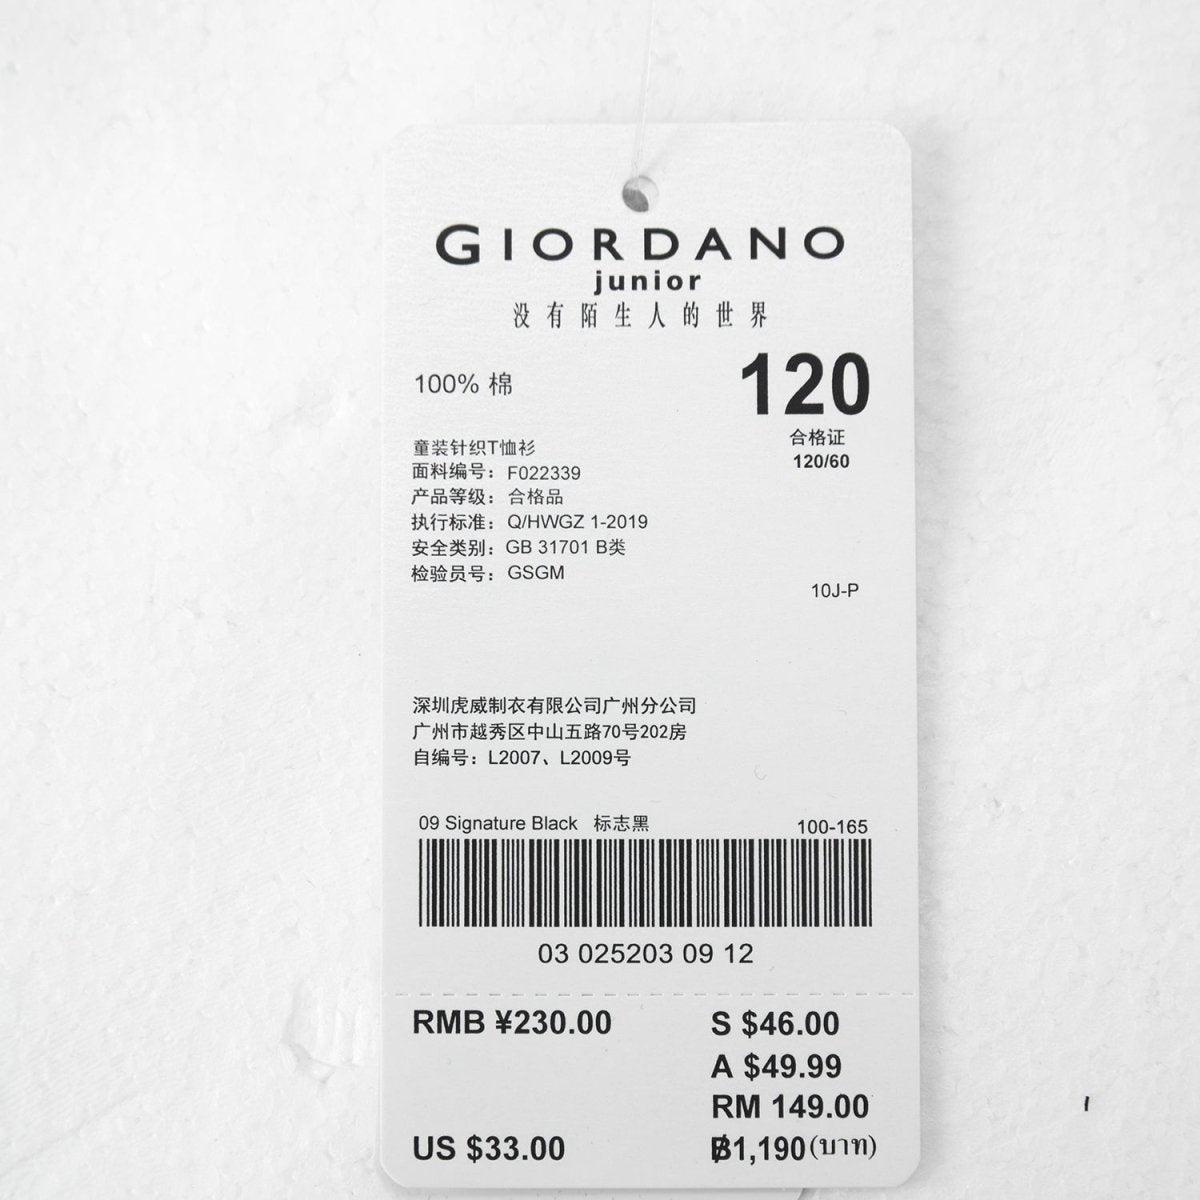 GIORDANO
junior
没有陌生人的世界
100% 棉
120
合格证
120/60
童装针织T恤衫
面料编号: F022339
产品等级: 合格品
执行标准: Q/HWGZ 1-2019
安全类别: GB 31701 B类
检验员号: GSGM
10J-P
深圳虎威制衣有限公司广州分公司
广州市越秀区中山五路70号202房
自编号: L2007、L2009号
09 Signature Black 标志黑 100-165
03 025203 09 12
RMB ¥230.00 S $46.00
A $49.99
RM 149.00
US $33.00 ฿1,190(บาท)